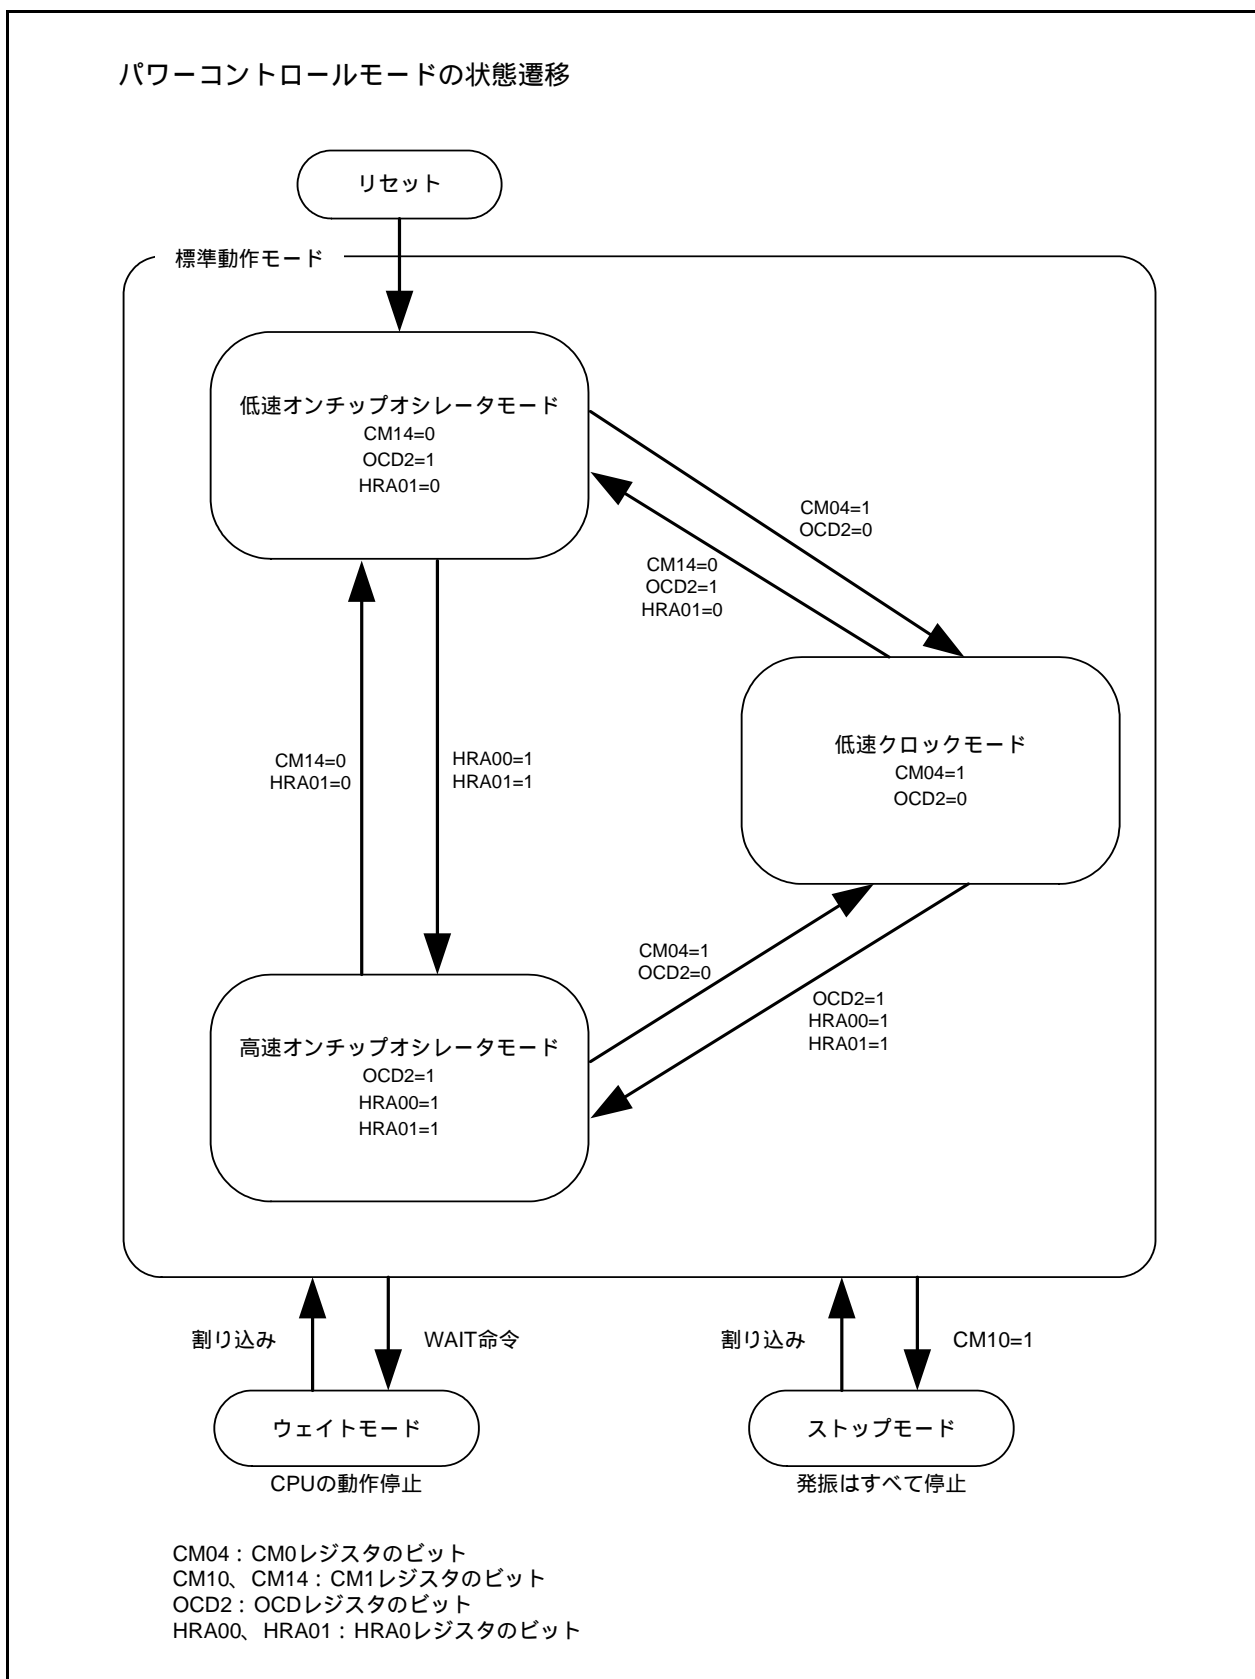 パワーコントロールモードの状態遷移
リセット
標準動作モード
低速オンチップオシレータモード
CM14=0
OCD2=1
HRA01=0
CM04=1
OCD2=0
CM14=0
OCD2=1
HRA01=0
低速クロックモード
CM04=1
OCD2=0
CM14=0
HRA01=0
HRA00=1
HRA01=1
CM04=1
OCD2=0
OCD2=1
HRA00=1
HRA01=1
高速オンチップオシレータモード
OCD2=1
HRA00=1
HRA01=1
割り込み
WAIT命令
割り込み
CM10=1
ウェイトモード
ストップモード
CPUの動作停止
発振はすべて停止
CM04：CM0レジスタのビット
CM10、CM14：CM1レジスタのビット
OCD2：OCDレジスタのビット
HRA00、HRA01：HRA0レジスタのビット